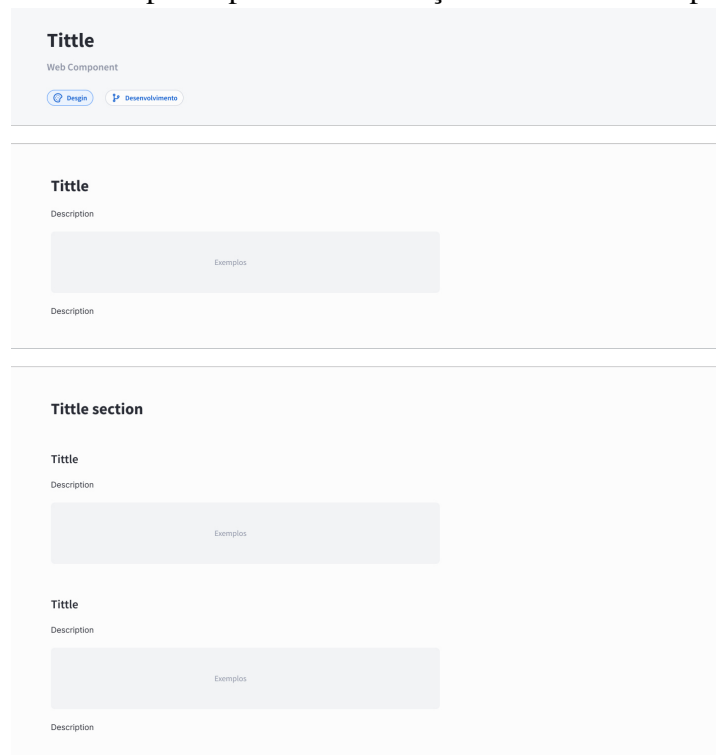 Tittle
Web Component
Desgin Desenvolvimento
Tittle
Description
Exemplos
Description
Tittle section
Tittle
Description
Exemplos
Tittle
Description
Exemplos
Description